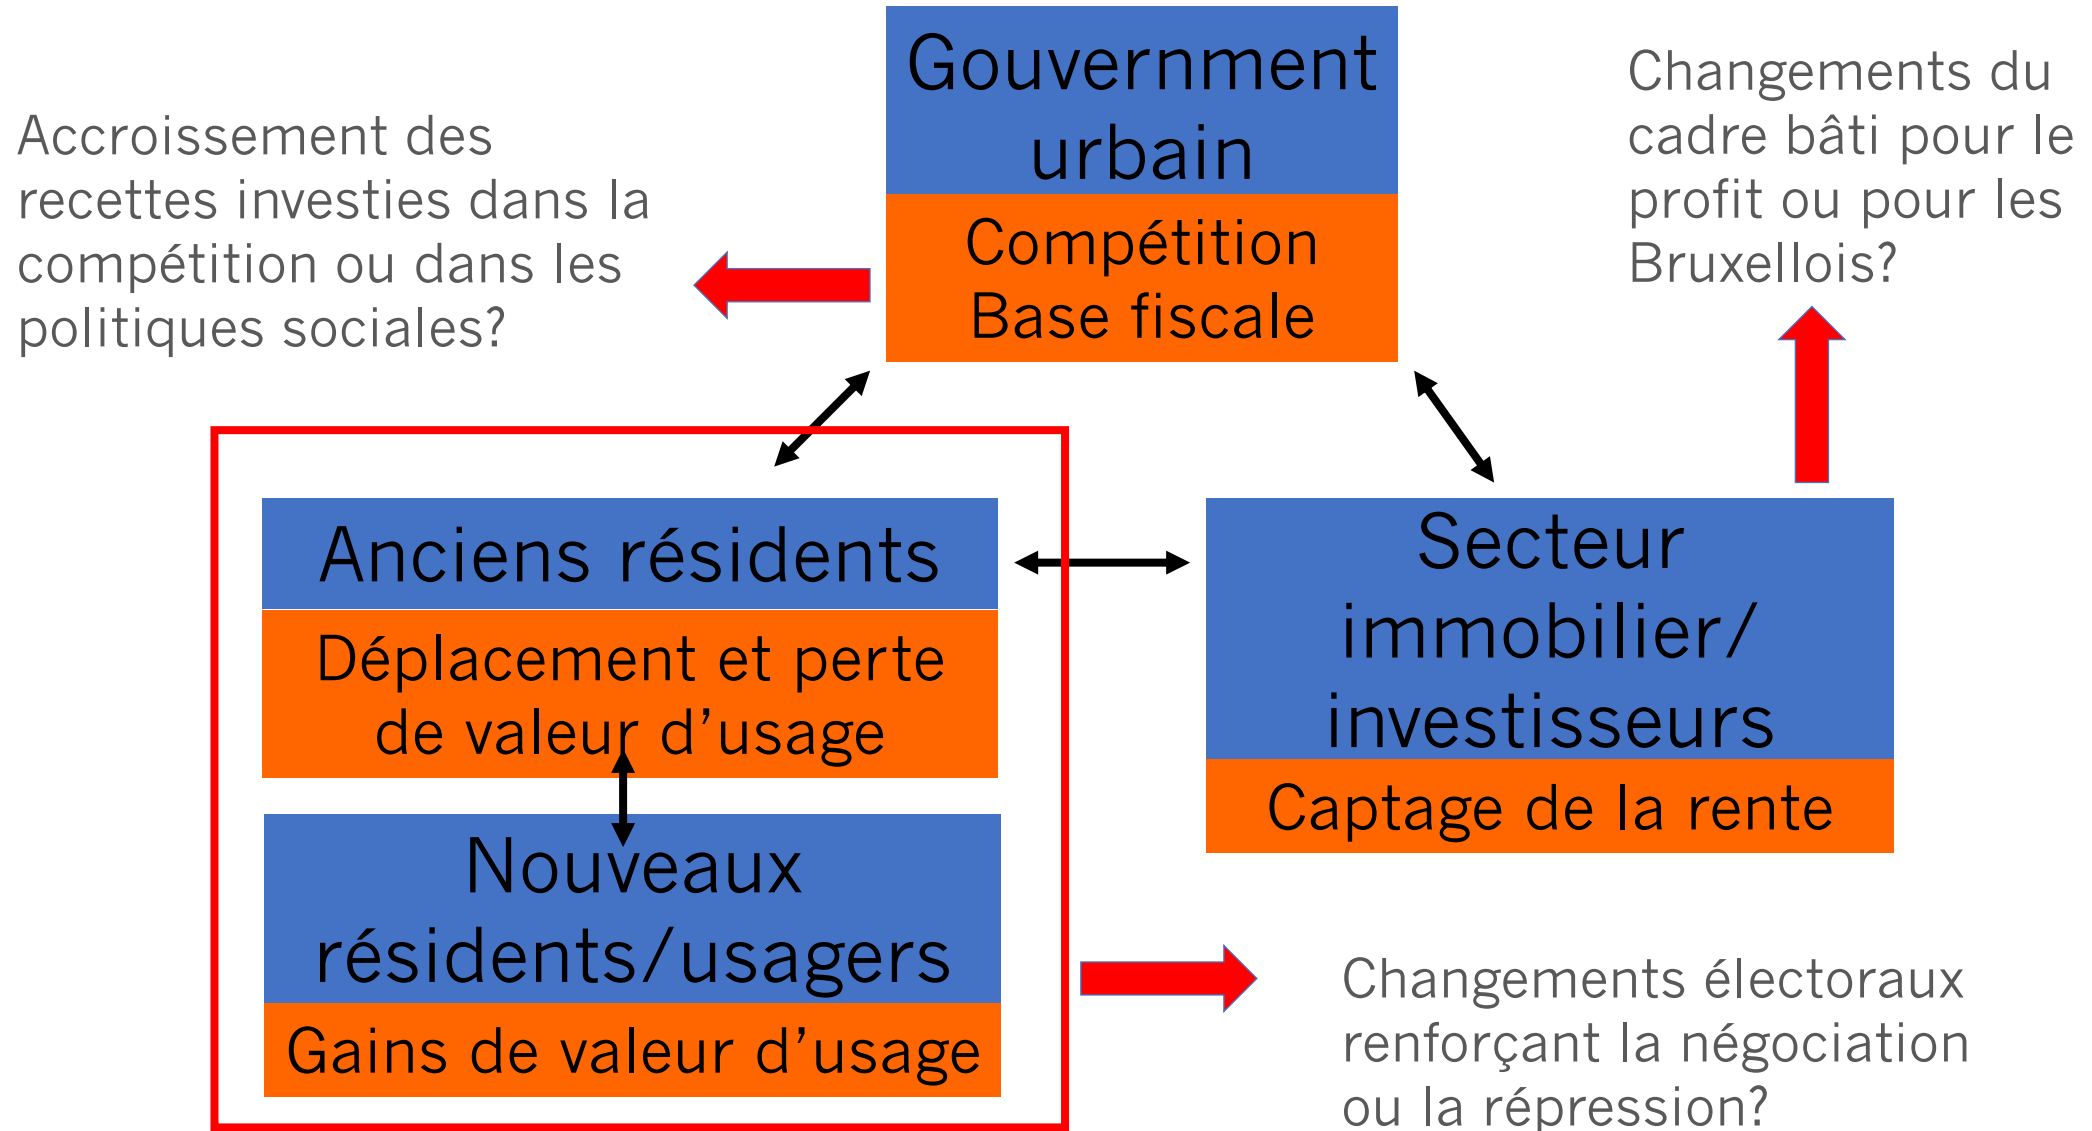 Gouvernment
urbain
Compétition
Base fiscale
Accroissement des
recettes investies dans la
compétition ou dans les
politiques sociales?
Changements du
cadre bâti pour le
profit ou pour les
Bruxellois?
Anciens résidents
Déplacement et perte
de valeur d’usage
Nouveaux
résidents/usagers
Gains de valeur d’usage
Secteur
immobilier/
investisseurs
Captage de la rente
Changements électoraux
renforçant la négociation
ou la répression?